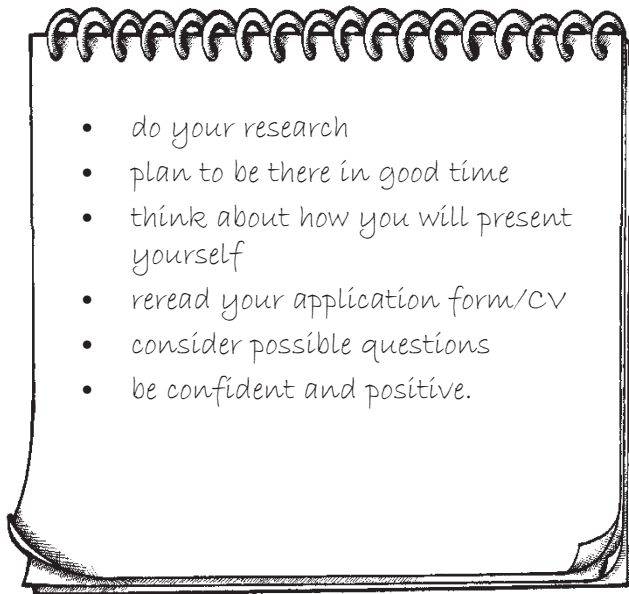 • do your research
• plan to be there in good time
• think about how you will present
yourself
• reread your application form/CV
• consider possible questions
• be confident and positive.